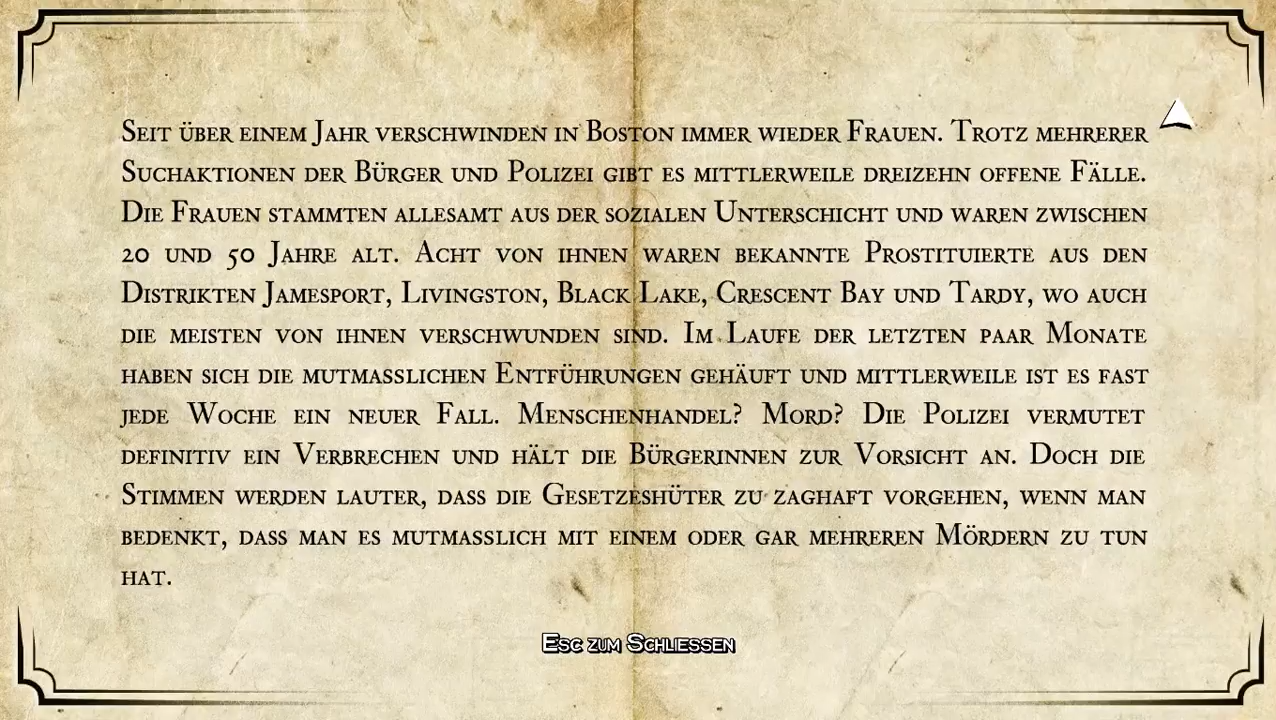 Seit über einem Jahr verschwinden in Boston immer wieder Frauen. Trotz mehrerer
Suchaktionen der Bürger und Polizei gibt es mittlerweile dreizehn offene Fälle.
Die Frauen stammten allesamt aus der sozialen Unterschicht und waren zwischen
20 und 50 Jahre alt. Acht von ihnen waren bekannte Prostituierte aus den
Distrikten Jamesport, Livingston, Black Lake, Crescent Bay und Tardy, wo auch
die meisten von ihnen verschwunden sind. Im Laufe der letzten paar Monate
haben sich die mutmasslichen Entführungen gehäuft und mittlerweile ist es fast
jede Woche ein neuer Fall. Menschenhandel? Mord? Die Polizei vermutet
definitiv ein Verbrechen und hält die Bürgerinnen zur Vorsicht an. Doch die
Stimmen werden lauter, dass die Gesetzeshüter zu zaghaft vorgehen, wenn man
bedenkt, dass man es mutmasslich mit einem oder gar mehreren Mördern zu tun
hat.
Esc zum Schliessen